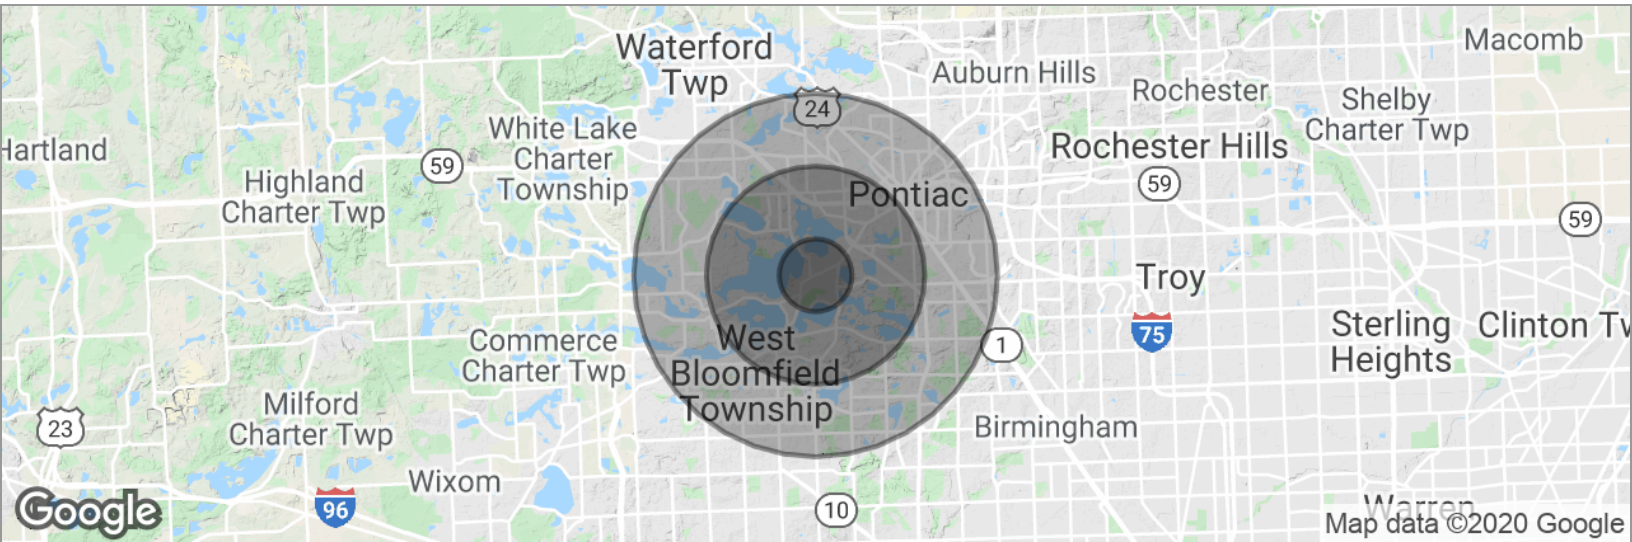 Waterford
Twp
Macomb
Auburn Hills
Rochester
Shelby
Charter Twp
24
White Lake
Charter
Township
Hartland
59
Rochester Hills
Highland
Charter Twp
Pontiac
59
59
Troy
West
Bloomfield
Township
Commerce
Charter Twp
1
75
Sterling
Heights
Clinton Tw
Milford
Charter Twp
23
Birmingham
Wixom
96
10
Warren
Google
Map data ©2020 Google